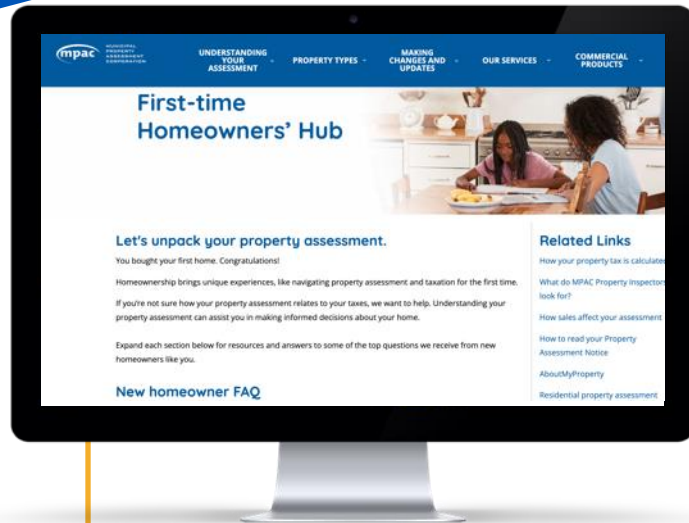 mpac
MUNICIPAL
PROPERTY
ASSESSMENT
CORPORATION
UNDERSTANDING
YOUR
ASSESSMENT
PROPERTY TYPES
MAKING
CHANGES AND
UPDATES
OUR SERVICES
COMMERCIAL
PRODUCTS
First-time
Homeowners' Hub
Let's unpack your property assessment.
You bought your first home. Congratulations!
Homeownership brings unique experiences, like navigating property assessment and taxation for the first time.
If you're not sure how your property assessment relates to your taxes, we want to help. Understanding your
property assessment can assist you in making informed decisions about your home.
Expand each section below for resources and answers to some of the top questions we receive from new
homeowners like you.
New homeowner FAQ
Related Links
How your property tax is calculated
What do MPAC Property Inspectors
look for?
How sales affect your assessment
How to read your Property
Assessment Notice
AboutMyProperty
Residential property assessment